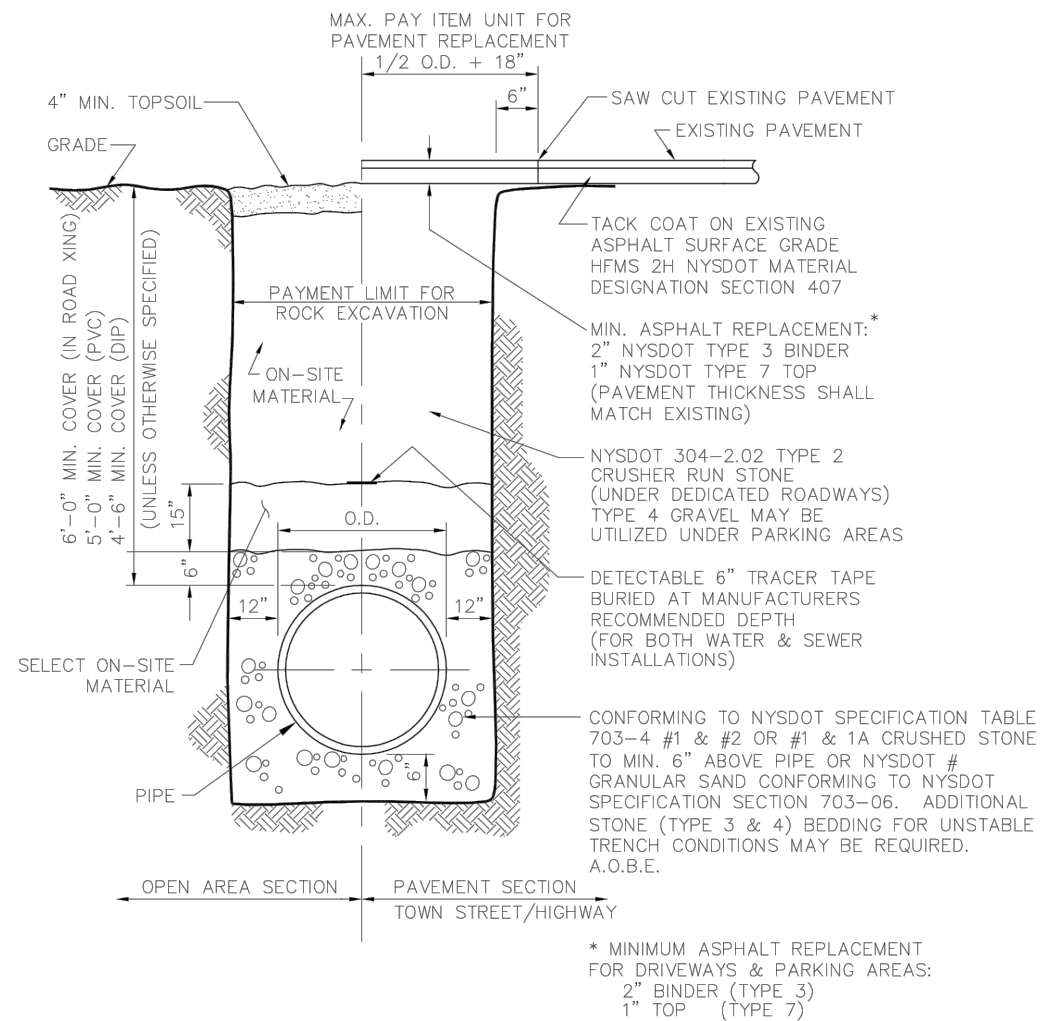 MAX. PAY ITEM UNIT FOR
PAVEMENT REPLACEMENT
1/2 O.D. + 18"
6"
4" MIN. TOPSOIL
GRADE
SAW CUT EXISTING PAVEMENT
EXISTING PAVEMENT
TACK COAT ON EXISTING
ASPHALT SURFACE GRADE
HFMS 2H NYSDOT MATERIAL
DESIGNATION SECTION 407
6'-0" MIN. COVER (IN ROAD XING)
5'-0" MIN. COVER (PVC)
4'-6" MIN. COVER (DIP)
(UNLESS OTHERWISE SPECIFIED)
PAYMENT LIMIT FOR
ROCK EXCAVATION
ON-SITE
MATERIAL
MIN. ASPHALT REPLACEMENT:*
2" NYSDOT TYPE 3 BINDER
1" NYSDOT TYPE 7 TOP
(PAVEMENT THICKNESS SHALL
MATCH EXISTING)
NYSDOT 304-2.02 TYPE 2
CRUSHER RUN STONE
(UNDER DEDICATED ROADWAYS)
TYPE 4 GRAVEL MAY BE
UTILIZED UNDER PARKING AREAS
15"
O.D.
6"
12"
12"
DETECTABLE 6" TRACER TAPE
BURIED AT MANUFACTURERS
RECOMMENDED DEPTH
(FOR BOTH WATER & SEWER
INSTALLATIONS)
SELECT ON-SITE
MATERIAL
PIPE
6"
CONFORMING TO NYSDOT SPECIFICATION TABLE
703-4 #1 & #2 OR #1 & 1A CRUSHED STONE
TO MIN. 6" ABOVE PIPE OR NYSDOT #
GRANULAR SAND CONFORMING TO NYSDOT
SPECIFICATION SECTION 703-06. ADDITIONAL
STONE (TYPE 3 & 4) BEDDING FOR UNSTABLE
TRENCH CONDITIONS MAY BE REQUIRED.
A.O.B.E.
OPEN AREA SECTION
PAVEMENT SECTION
TOWN STREET/HIGHWAY
* MINIMUM ASPHALT REPLACEMENT
FOR DRIVEWAYS & PARKING AREAS:
2" BINDER (TYPE 3)
1" TOP (TYPE 7)